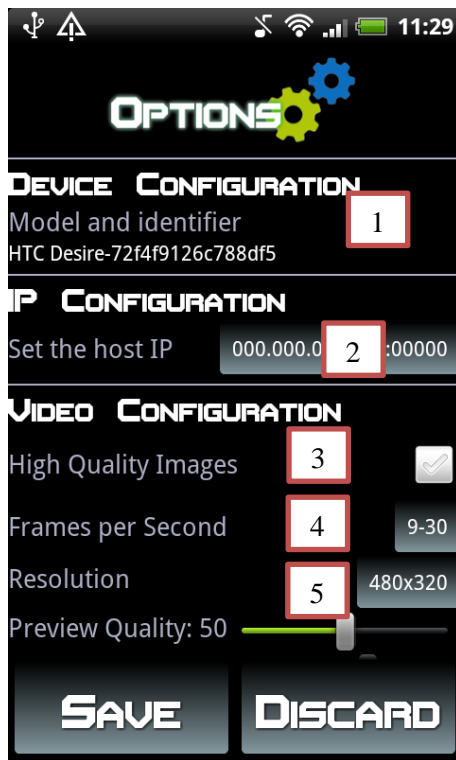 11:29
OPTIONS
DEVICE CONFIGURATION
Model and identifier
1
HTC Desire-72f4f9126c788df5
IP CONFIGURATION
Set the host IP 000.000.0 2 :00000
VIDEO CONFIGURATION
High Quality Images 3
Frames per Second 4 9-30
Resolution 5 480x320
Preview Quality: 50
SAVE DISCARD